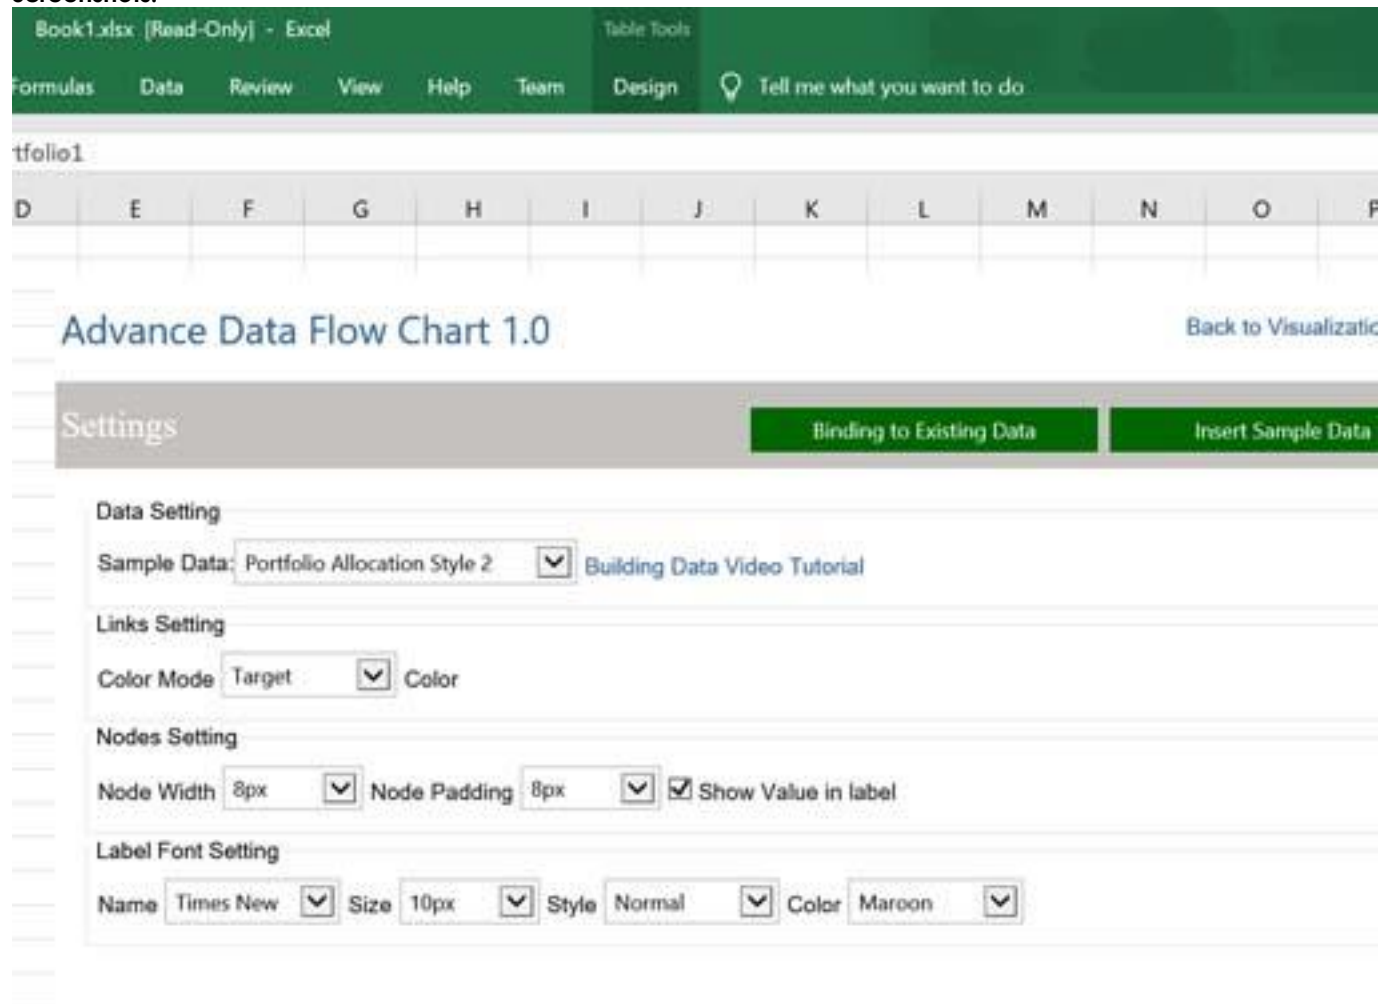 Book1.xlsx [Read-Only] - Excel Table Tools
Formulas Data Review View Help Team Design Tell me what you want to do
tfolio1
D E F G H I J K L M N O P
Advance Data Flow Chart 1.0 Back to Visualizatio
Settings Binding to Existing Data Insert Sample Data
Data Setting
Sample Data: Portfolio Allocation Style 2 Building Data Video Tutorial
Links Setting
Color Mode Target Color
Nodes Setting
Node Width 8px Node Padding 8px Show Value in label
Label Font Setting
Name Times New Size 10px Style Normal Color Maroon